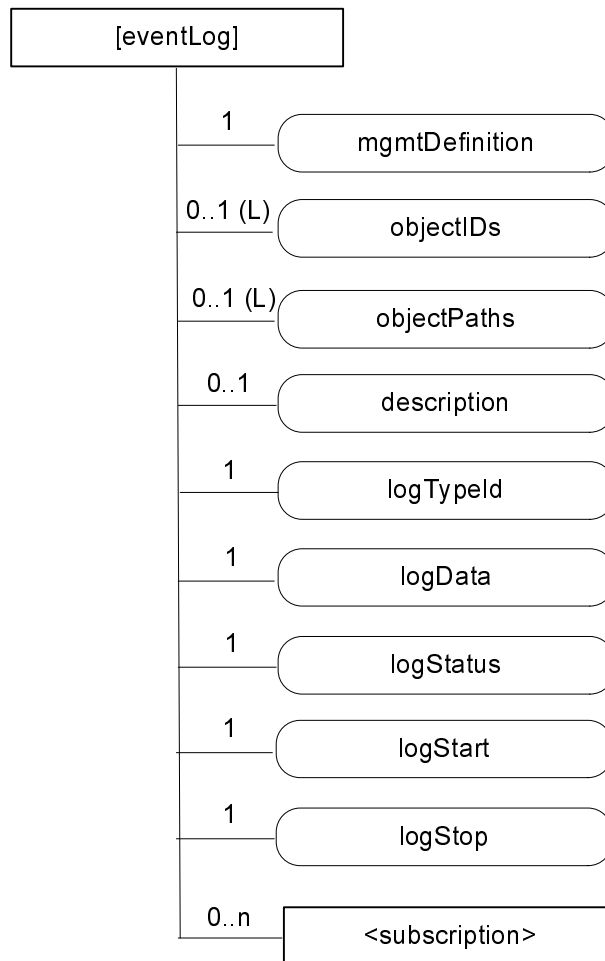 [eventLog]
1
mgmtDefinition
0..1 (L)
objectIDs
0..1 (L)
objectPaths
0..1
description
1
logTypeId
1
logData
1
logStatus
1
logStart
1
logStop
0..n
<subscription>